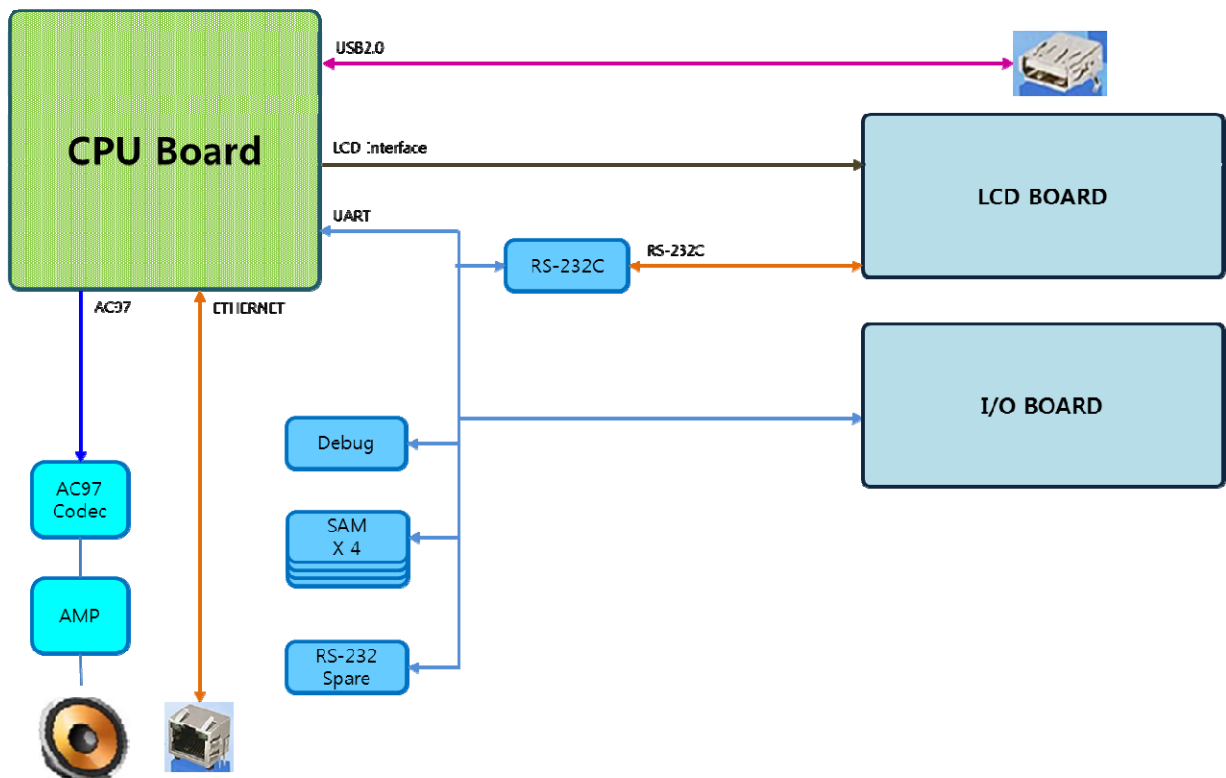 USB2.0
CPU Board
LCD Interface
LCD BOARD
UART
RS-232C
RS-232C
AC97
ETHERNET
I/O BOARD
Debug
AC97
Codec
SAM
X 4
AMP
RS-232
Spare